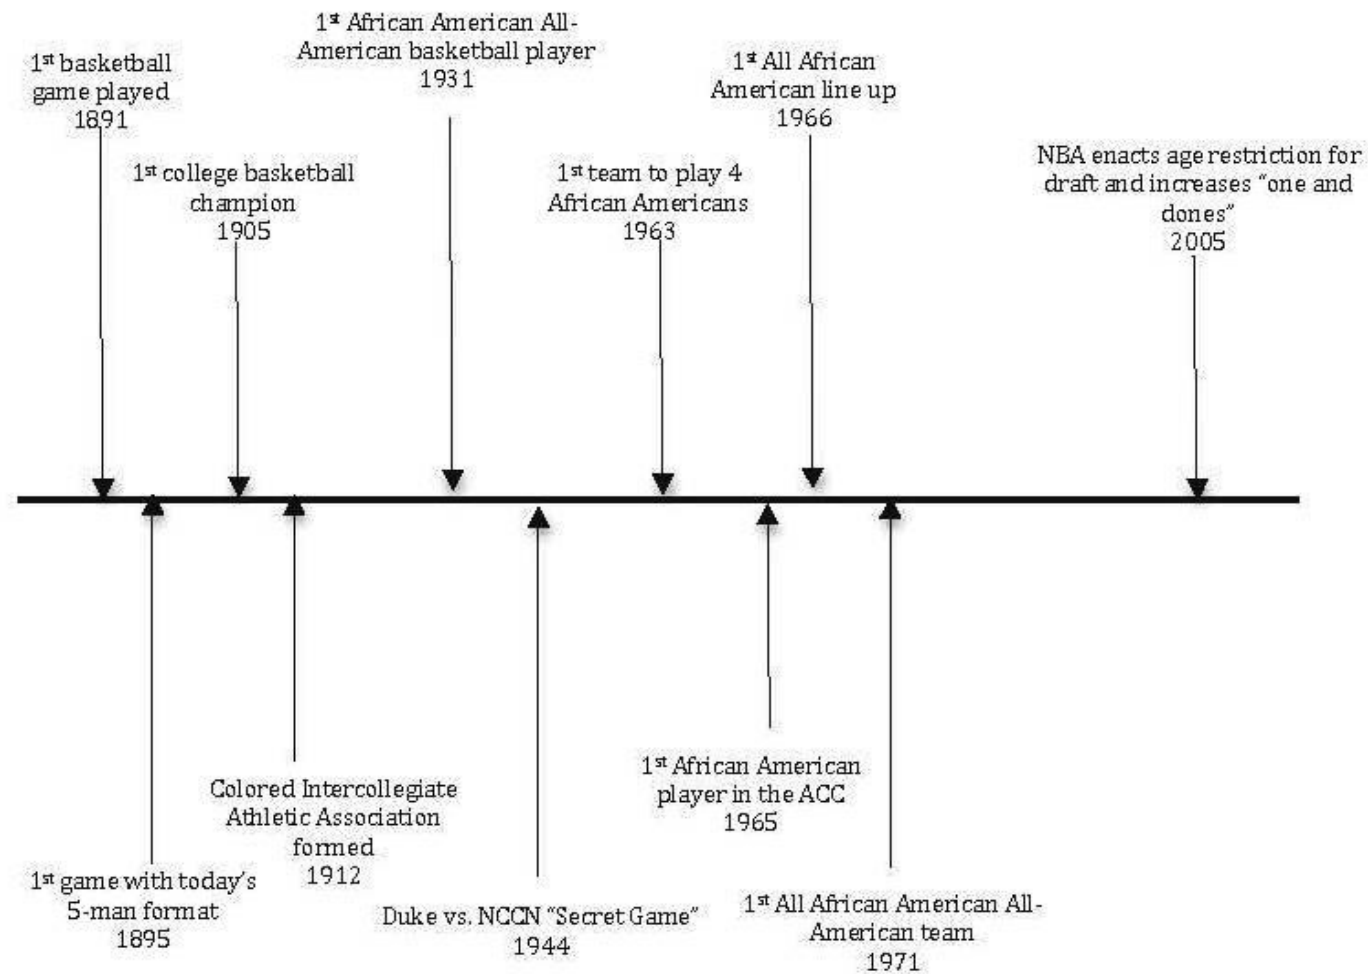 1st basketball
game played
1891
1st college basketball
champion
1905
1st African American All-
American basketball player
1931
1st team to play 4
African Americans
1963
1st All African
American line up
1966
NBA enacts age restriction for
draft and increases “one and
dones”
2005
1st game with today’s
5-man format
1895
Colored Intercollegiate
Athletic Association
formed
1912
Duke vs. NCCN “Secret Game”
1944
1st African American
player in the ACC
1965
1st All African American All-
American team
1971